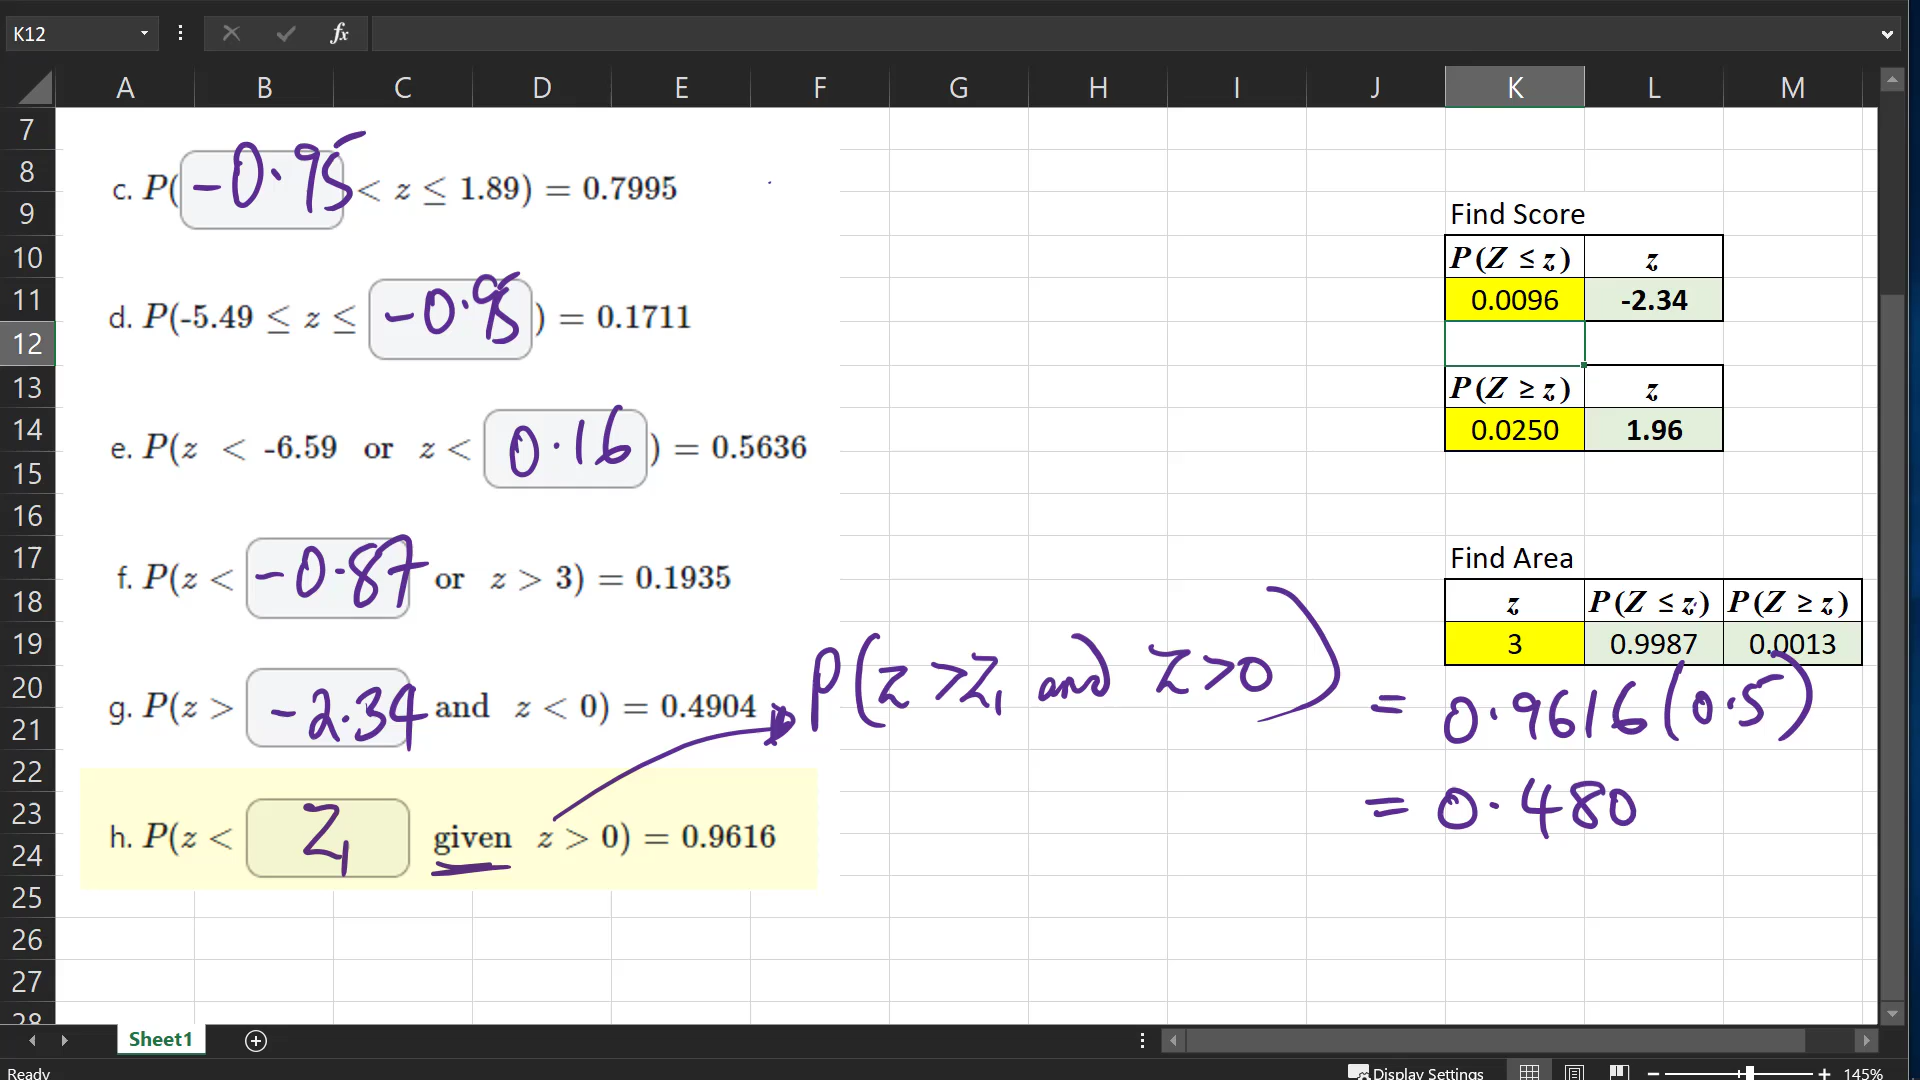 K12 fx
A B C D E F G H I J K L M
7
8
c. P( -0.95 < z ≤ 1.89) = 0.7995
9 Find Score
10 P(Z ≤ z) z
11 0.0096 -2.34
d. P(-5.49 ≤ z ≤ -0.95 ) = 0.1711
12
13 P(Z ≥ z) z
14 0.0250 1.96
e. P(z < -6.59 or z < 0.16 ) = 0.5636
15
16
17 Find Area
f. P(z < -0.87 or z > 3) = 0.1935
18 z P(Z ≤ z) P(Z ≥ z)
19 3 0.9987 0.0013
20
P(Z > Z₁ and Z > 0) = 0.9616(0.5)
g. P(z > -2.34 and z < 0) = 0.4904
21
22
23
= 0.480
h. P(z < Z₁ given z > 0) = 0.9616
24
25
26
27
28
Sheet1
Ready Display Settings 145%